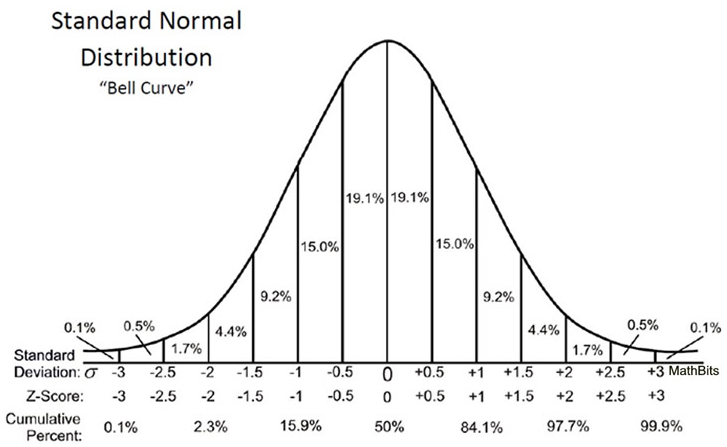 Standard Normal
Distribution
“Bell Curve”
19.1% 19.1%
15.0% 15.0%
9.2% 9.2%
0.1% 0.5% 4.4% 4.4% 0.5% 0.1%
1.7% 1.7%
Standard
Deviation: σ -3 -2.5 -2 -1.5 -1 -0.5 0 +0.5 +1 +1.5 +2 +2.5 +3 MathBits
Z-Score: -3 -2.5 -2 -1.5 -1 -0.5 0 +0.5 +1 +1.5 +2 +2.5 +3
Cumulative
Percent: 0.1% 2.3% 15.9% 50% 84.1% 97.7% 99.9%